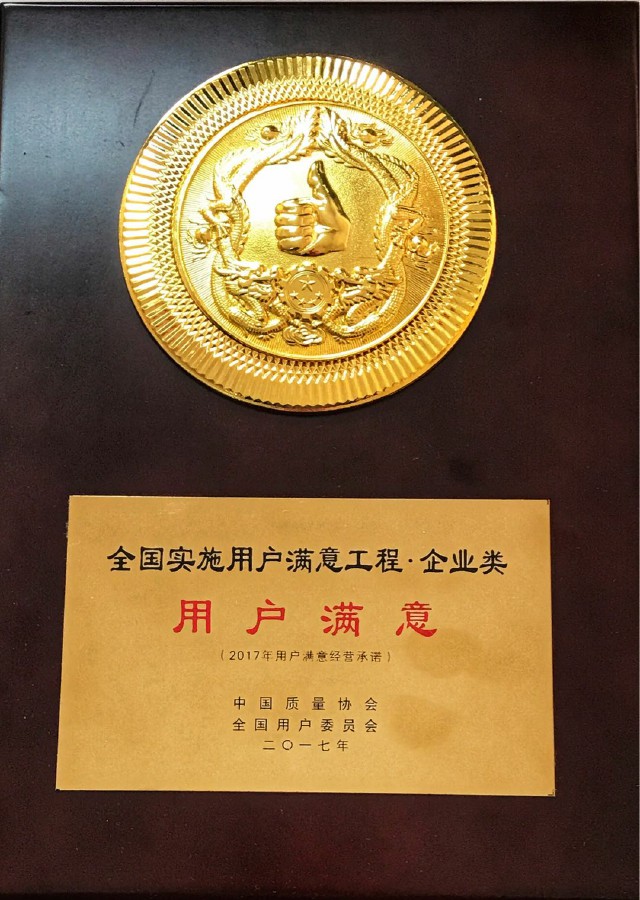 全国实施用户满意工程·企业类
用户满意
（2017年用户满意经营承诺）
中国质量协会
全国用户委员会
二〇一七年